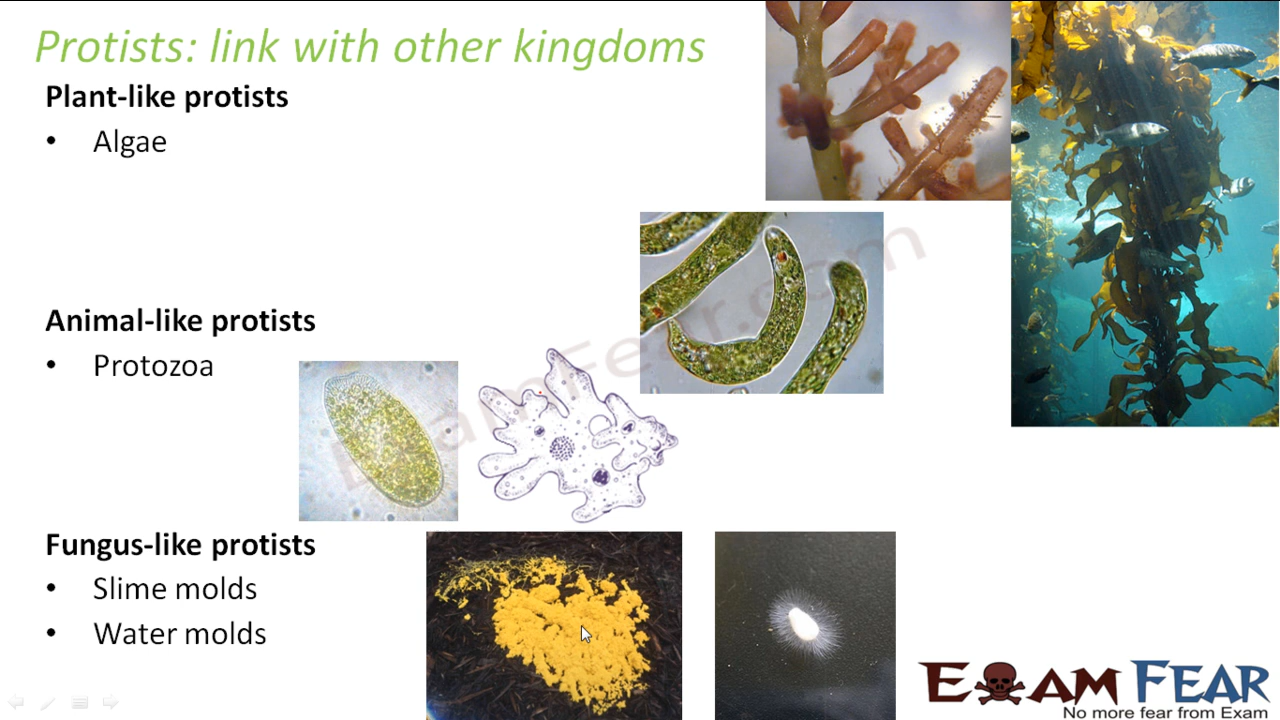 Protists: link with other kingdoms
Plant-like protists
• Algae
Animal-like protists
• Protozoa
Fungus-like protists
• Slime molds
• Water molds
ExamFear.com
EXAM FEAR
No more fear from Exam